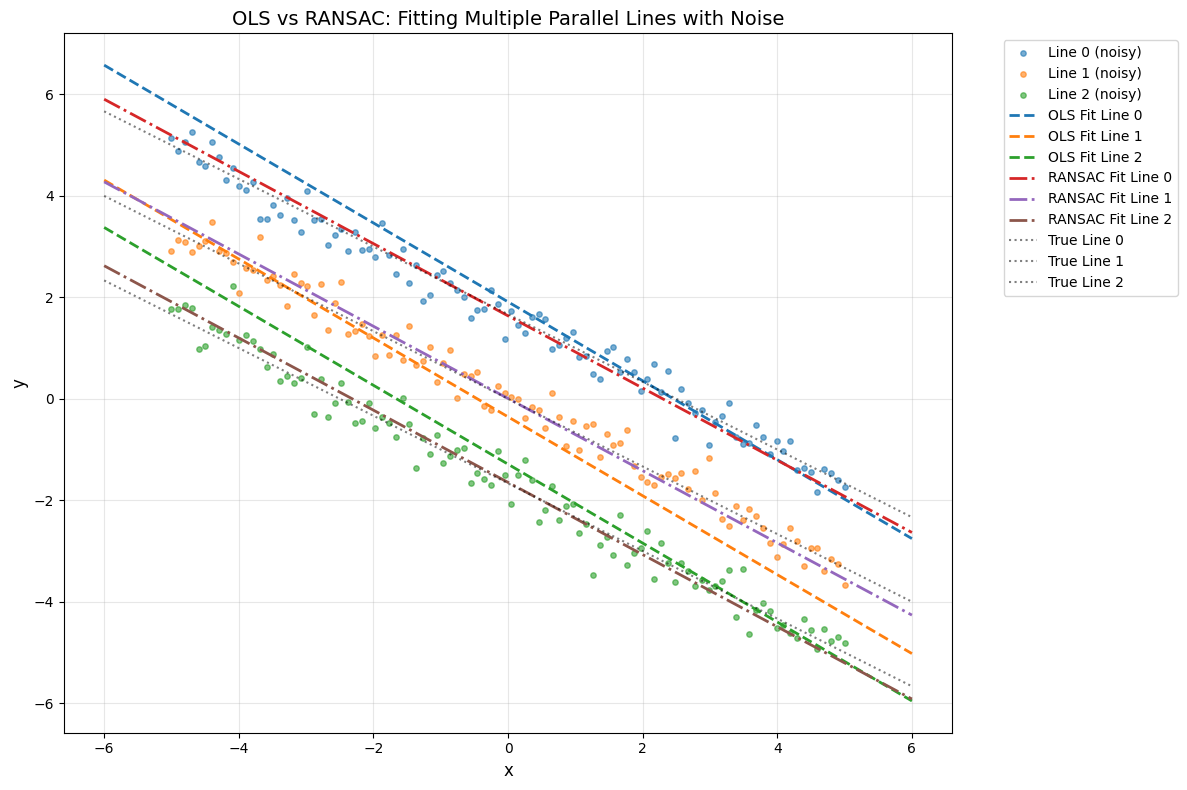 OLS vs RANSAC: Fitting Multiple Parallel Lines with Noise
Line 0 (noisy)
Line 1 (noisy)
Line 2 (noisy)
OLS Fit Line 0
OLS Fit Line 1
OLS Fit Line 2
RANSAC Fit Line 0
RANSAC Fit Line 1
RANSAC Fit Line 2
True Line 0
True Line 1
True Line 2
y
6
4
2
0
−2
−4
−6
−6 −4 −2 0 2 4 6
x